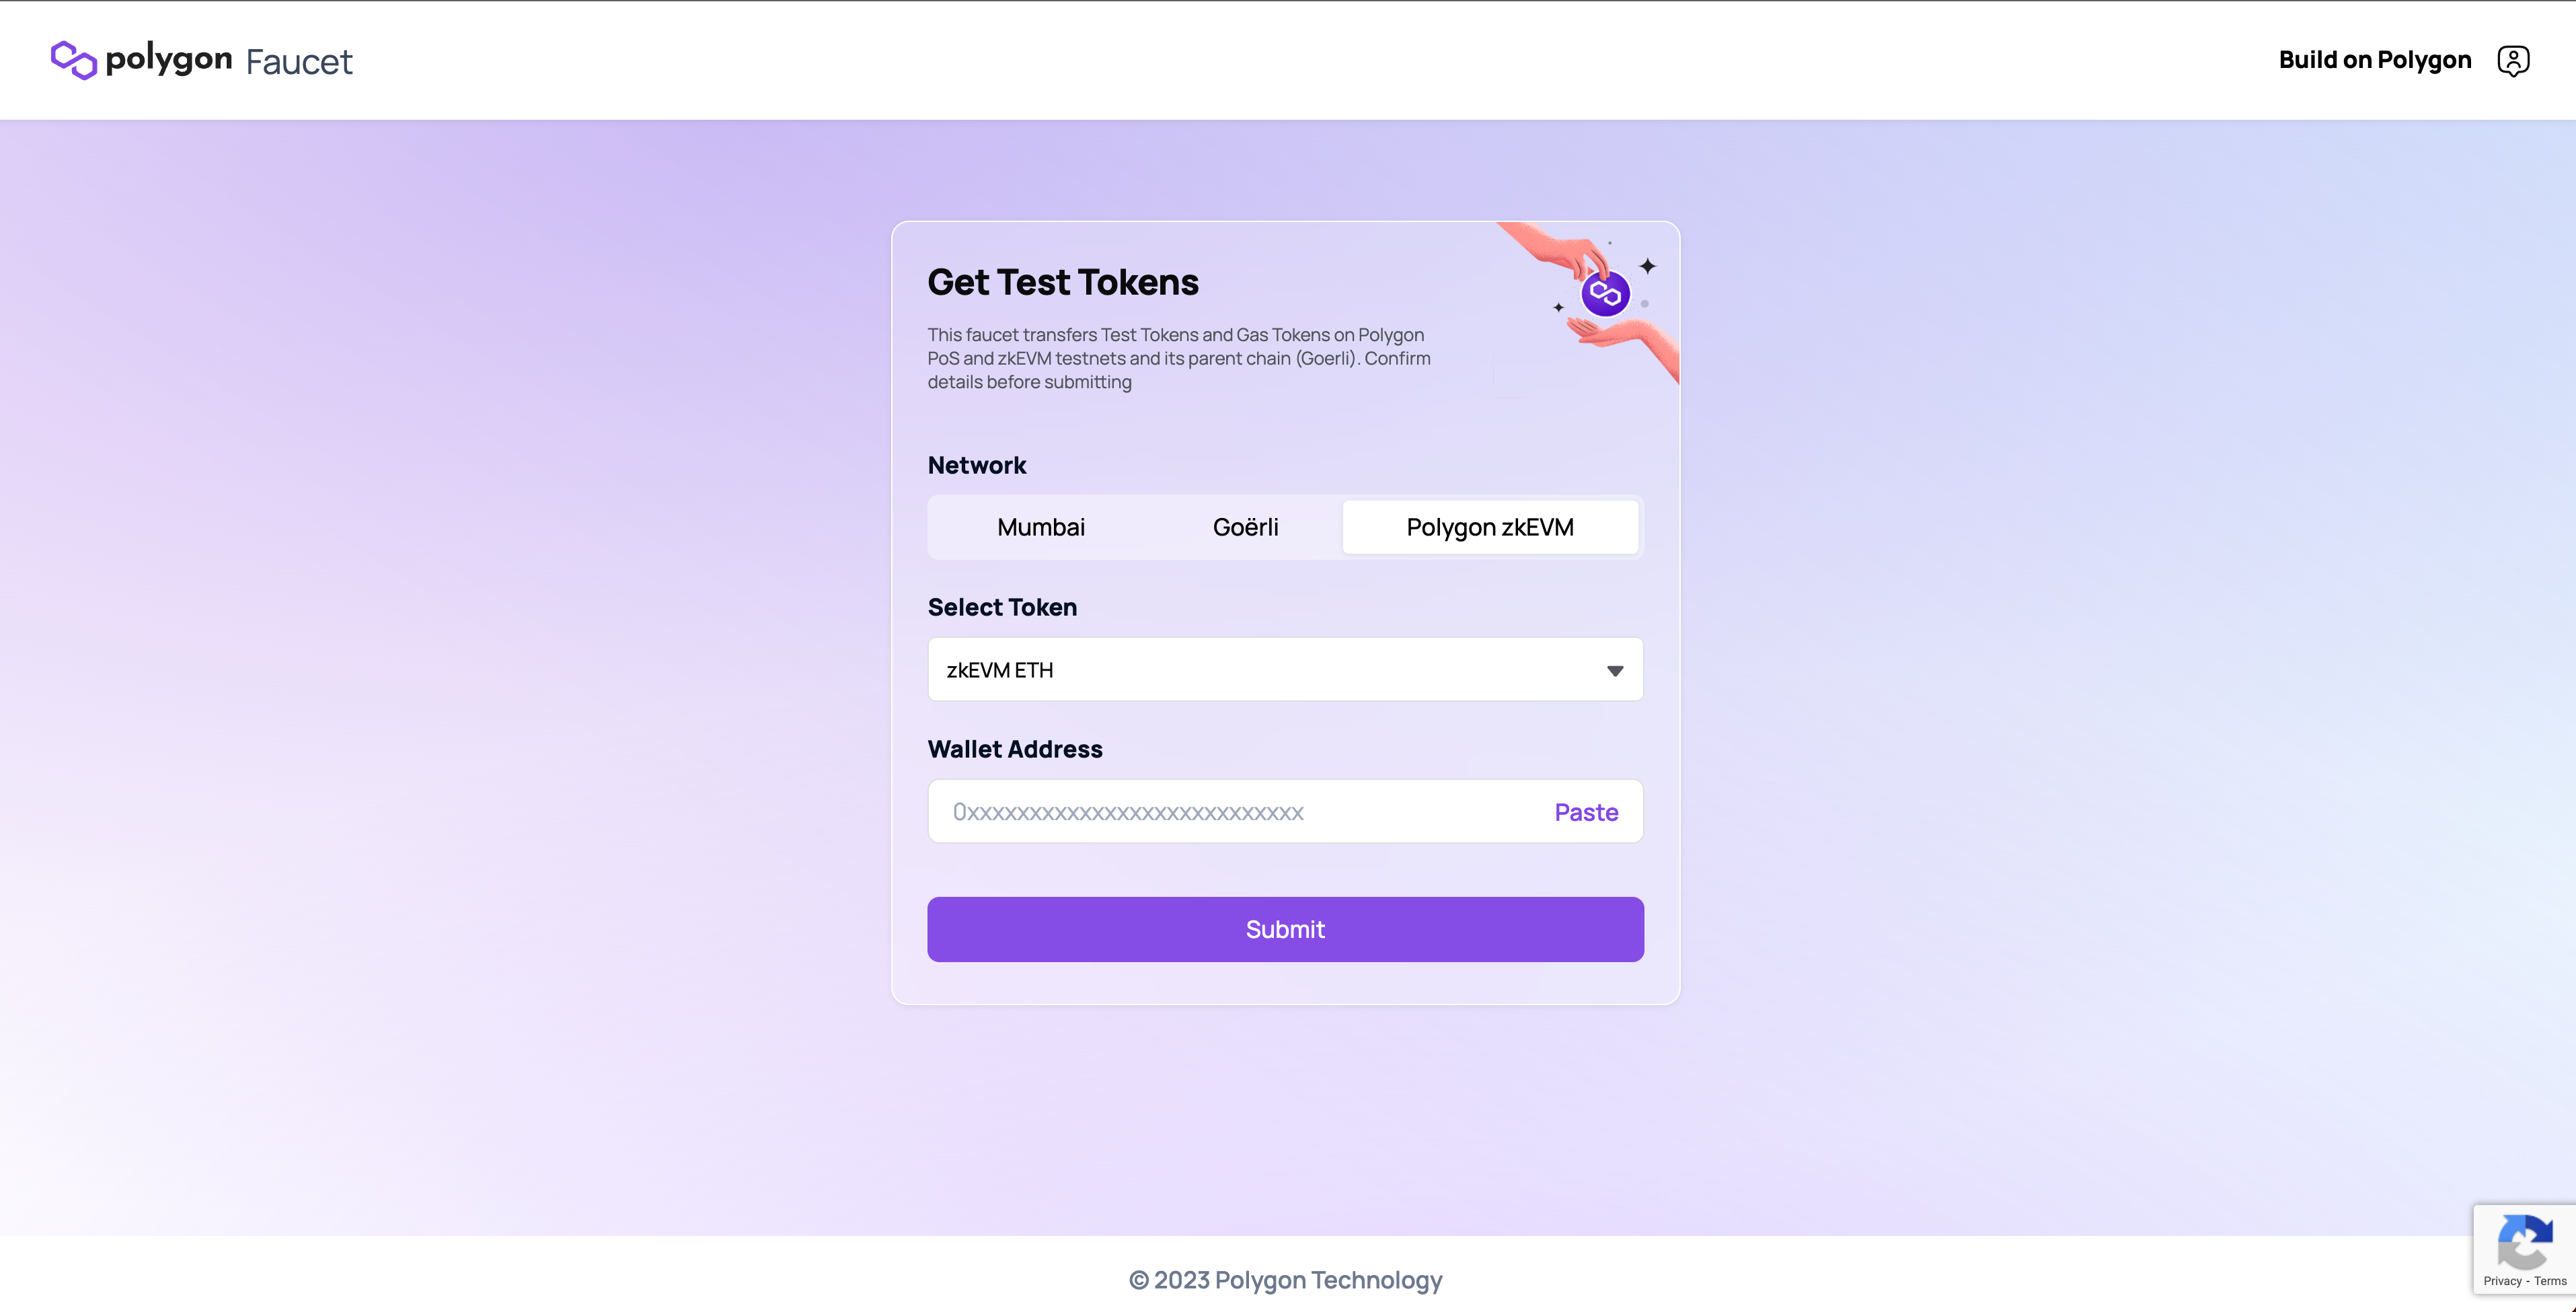 polygon Faucet
Build on Polygon
Get Test Tokens
This faucet transfers Test Tokens and Gas Tokens on Polygon
PoS and zkEVM testnets and its parent chain (Goerli). Confirm
details before submitting
Network
Mumbai
Goërli
Polygon zkEVM
Select Token
zkEVM ETH
Wallet Address
0xxxxxxxxxxxxxxxxxxxxxxxxxxxx
Paste
Submit
© 2023 Polygon Technology
Privacy - Terms